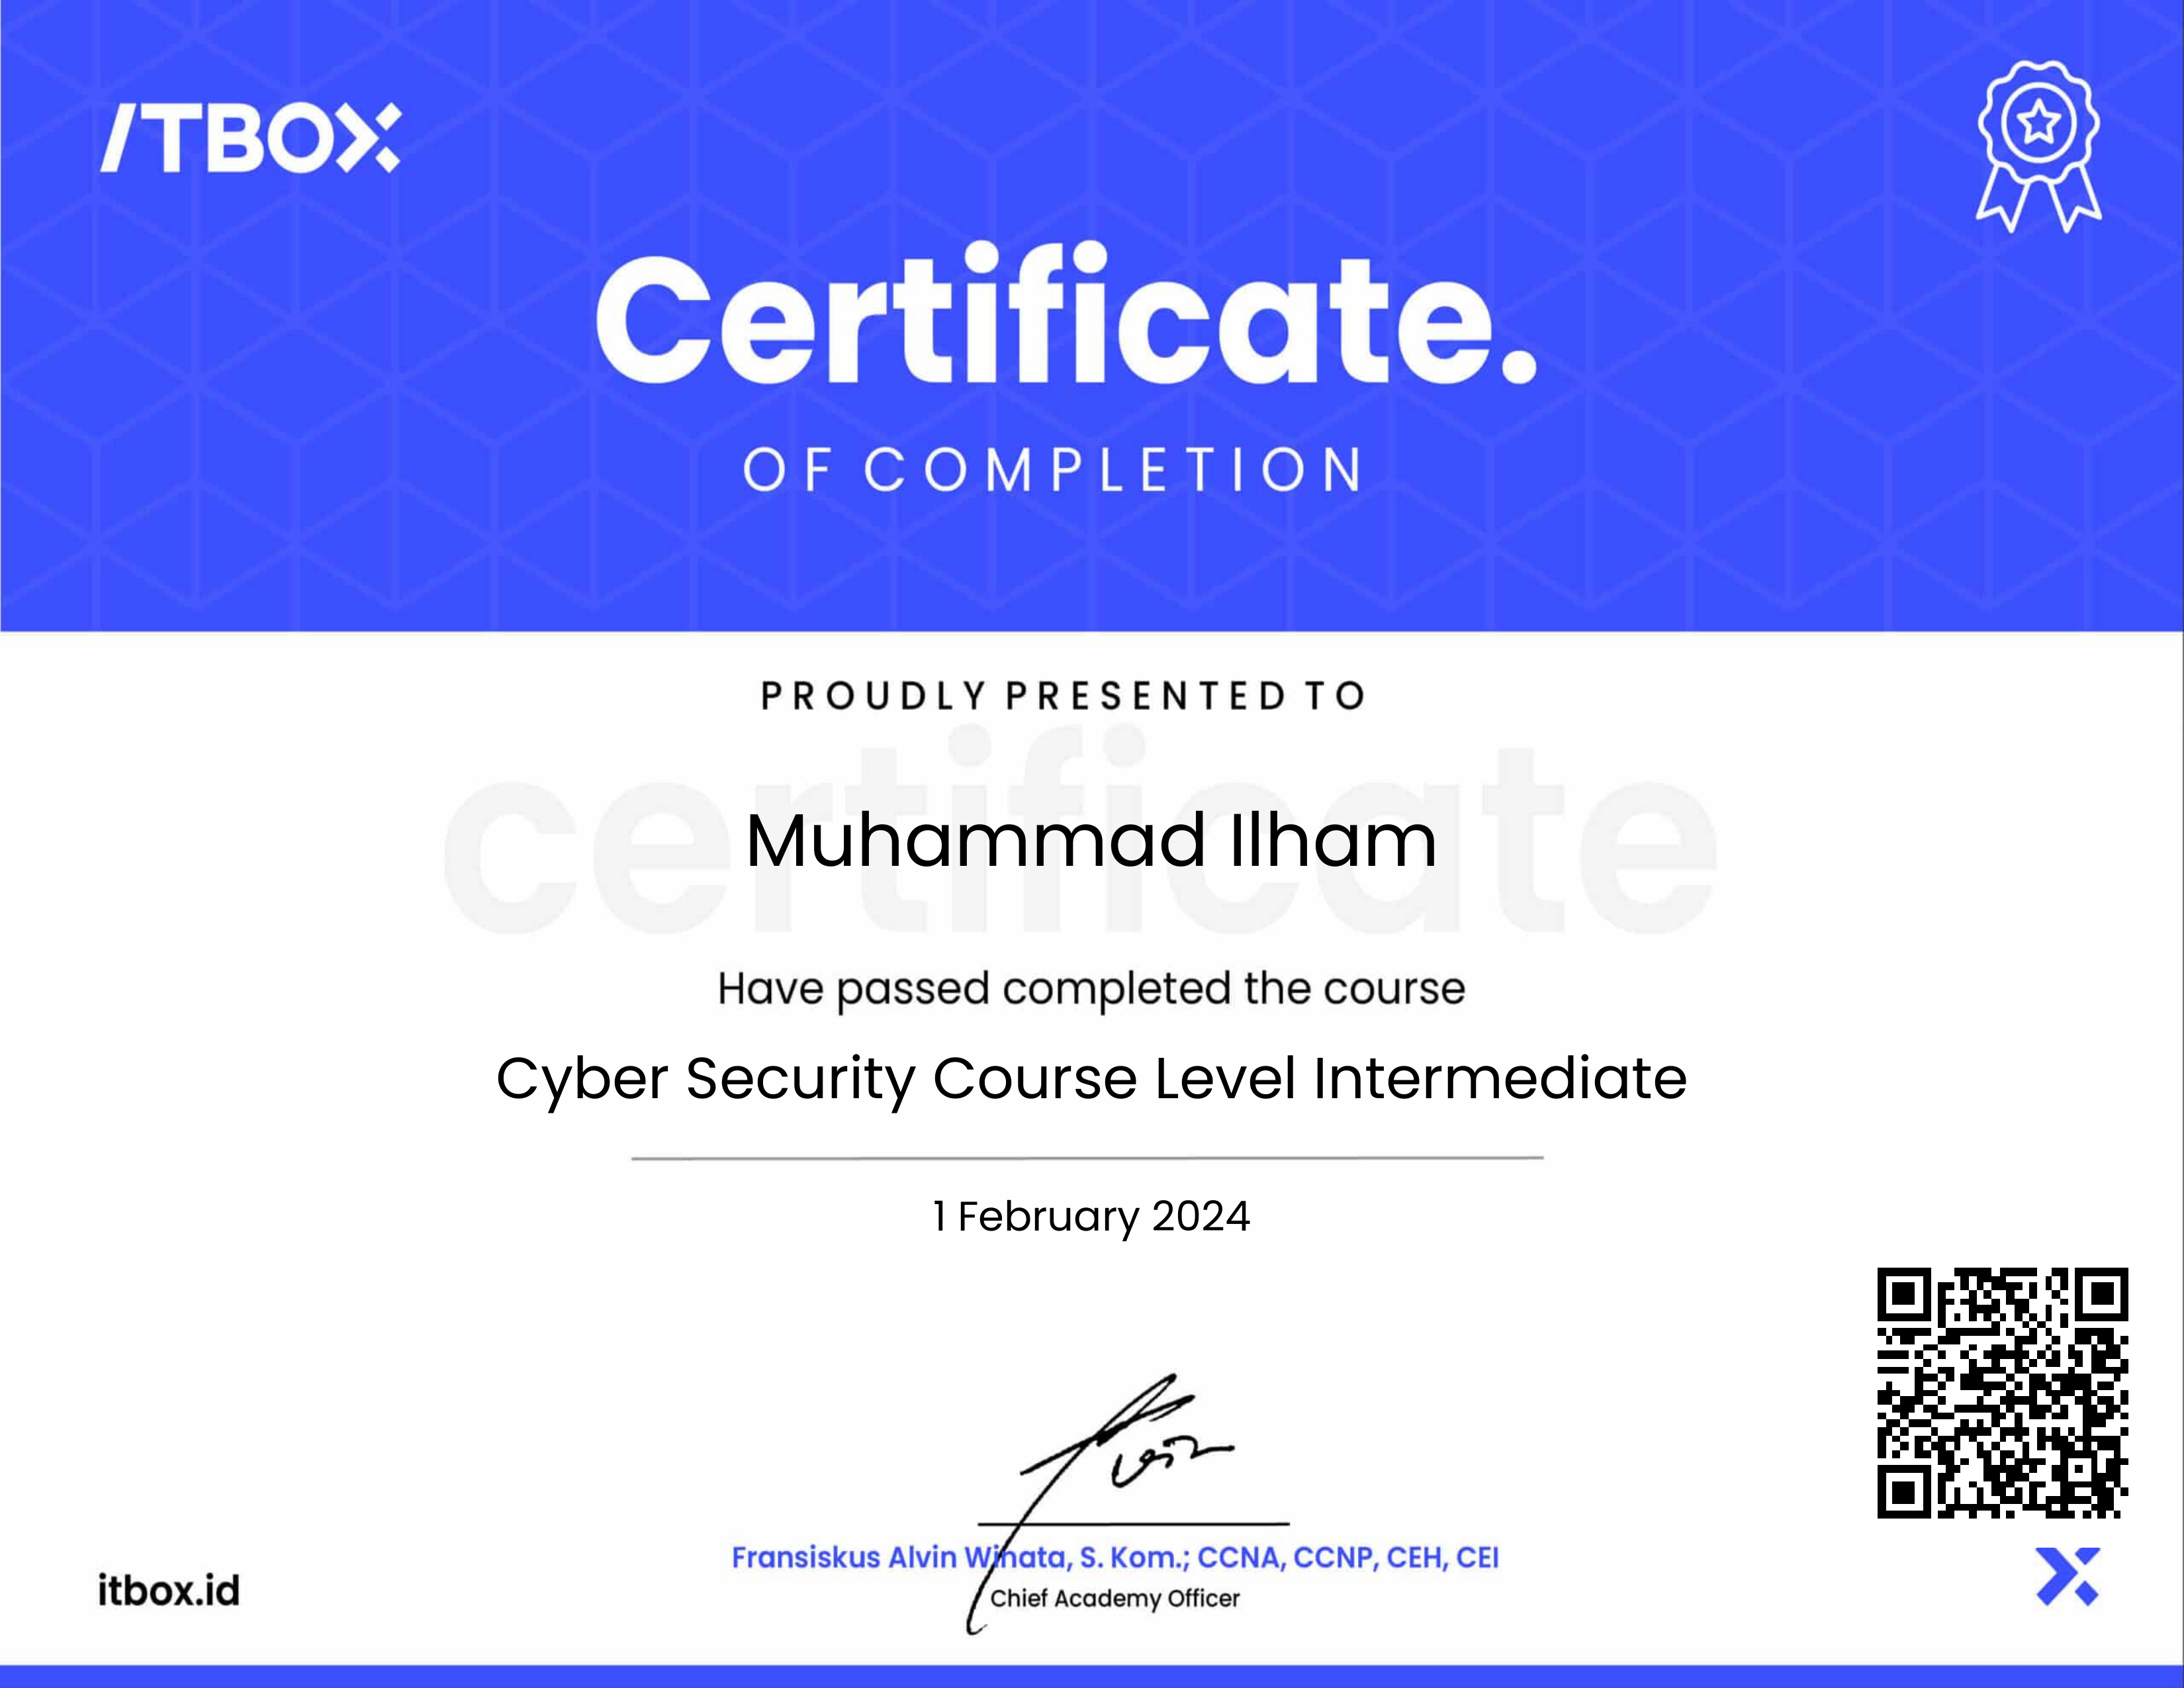 ITBOX
Certificate.
OF COMPLETION
PROUDLY PRESENTED TO
certificate
Muhammad Ilham
Have passed completed the course
Cyber Security Course Level Intermediate
1 February 2024
Fransiskus Alvin Winata, S. Kom.; CCNA, CCNP, CEH, CEI
Chief Academy Officer
itbox.id